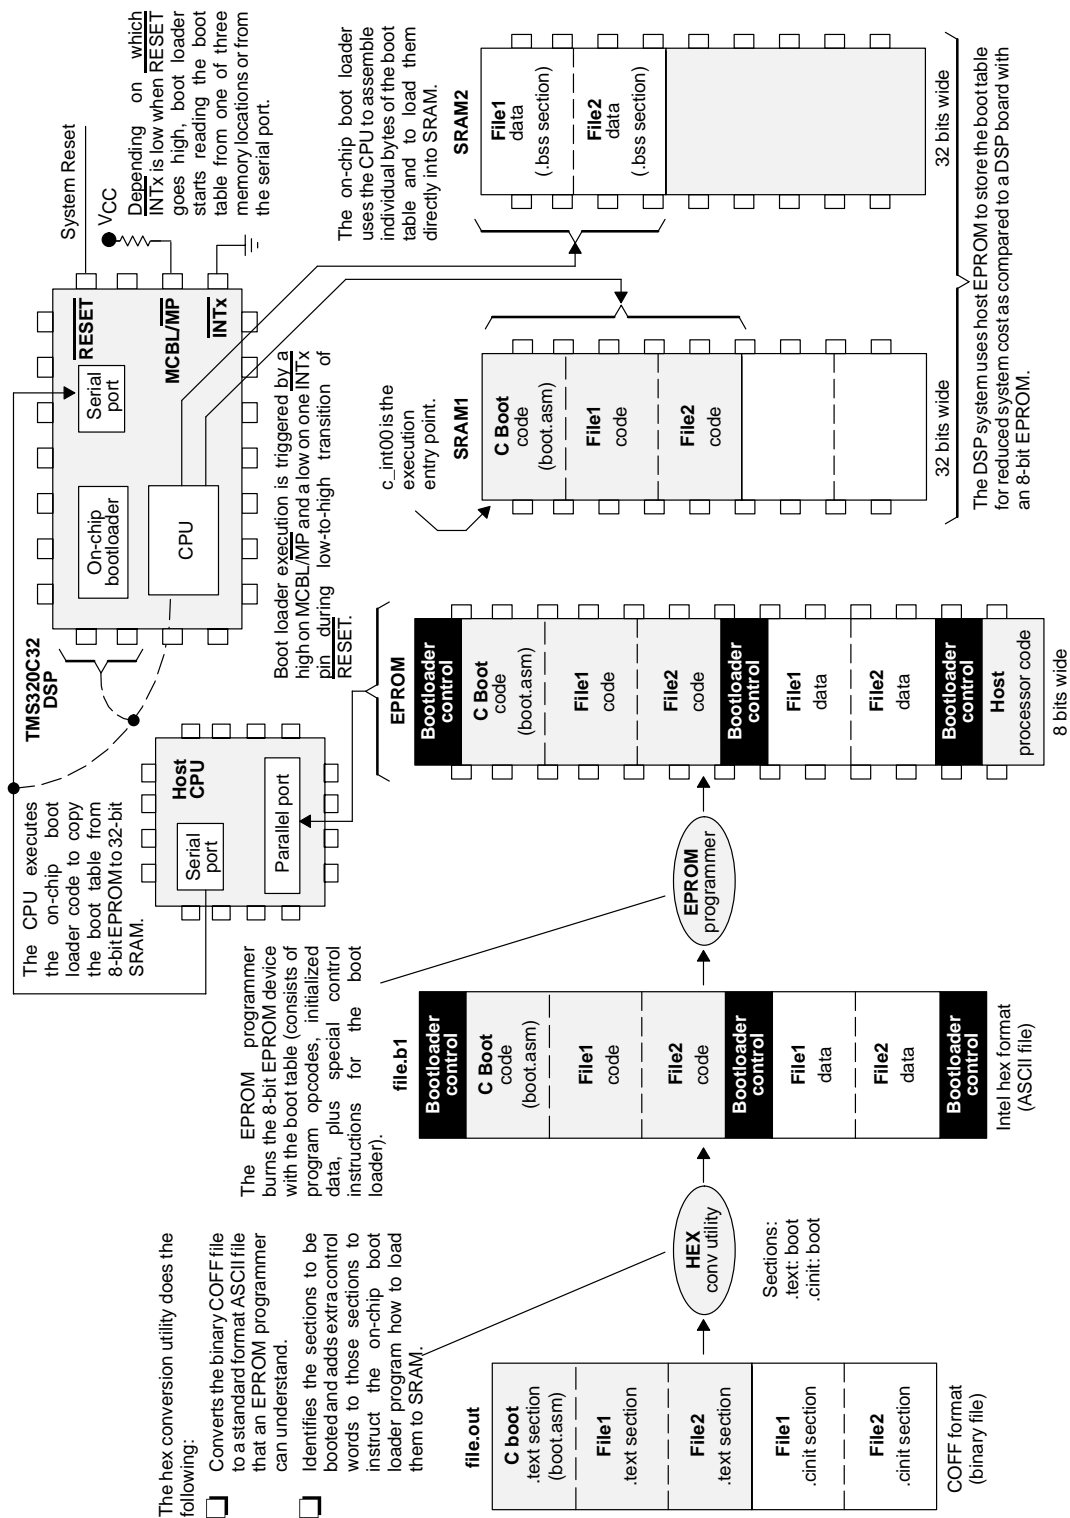 The hex conversion utility does the
following:
Converts the binary COFF file
to a standard format ASCII file
that an EPROM programmer
can understand.
Identifies the sections to be
booted and adds extra control
words to those sections to
instruct the on-chip boot
loader program how to load
them to SRAM.
file.out
C boot
.text section
(boot.asm)
File1
.text section
File2
.text section
File1
.cinit section
File2
.cinit section
COFF format
(binary file)
HEX
conv utility
Sections:
.text: boot
.cinit: boot
The EPROM programmer
burns the 8-bit EPROM device
with the boot table (consists of
program opcodes, initialized
data, plus special control
instructions for the boot
loader).
file.b1
Bootloader
control
C Boot
code
(boot.asm)
File1
code
File2
code
Bootloader
control
File1
data
File2
data
Bootloader
control
Intel hex format
(ASCII file)
EPROM
programmer
The CPU executes
the on-chip boot
loader code to copy
the boot table from
8-bit EPROM to 32-bit
SRAM.
Host
CPU
Serial
port
Parallel port
EPROM
Bootloader
control
C Boot
code
(boot.asm)
File1
code
File2
code
Bootloader
control
File1
data
File2
data
Bootloader
control
Host
processor code
8 bits wide
TMS320C32
DSP
On-chip
bootloader
CPU
Serial
port
RESET
MCBL/MP
INTx
System Reset
VCC
Depending on which
INTx is low when RESET
goes high, boot loader
starts reading the boot
table from one of three
memory locations or from
the serial port.
Boot loader execution is triggered by a
high on MCBL/MP and a low on one INTx
pin during low-to-high transition of
RESET.
c_int00 is the
execution
entry point.
SRAM1
C Boot
code
(boot.asm)
File1
code
File2
code
32 bits wide
The on-chip boot loader
uses the CPU to assemble
individual bytes of the boot
table and to load them
directly into SRAM.
SRAM2
File1
data
(.bss section)
File2
data
(.bss section)
32 bits wide
The DSP system uses host EPROM to store the boot table
for reduced system cost as compared to a DSP board with
an 8-bit EPROM.